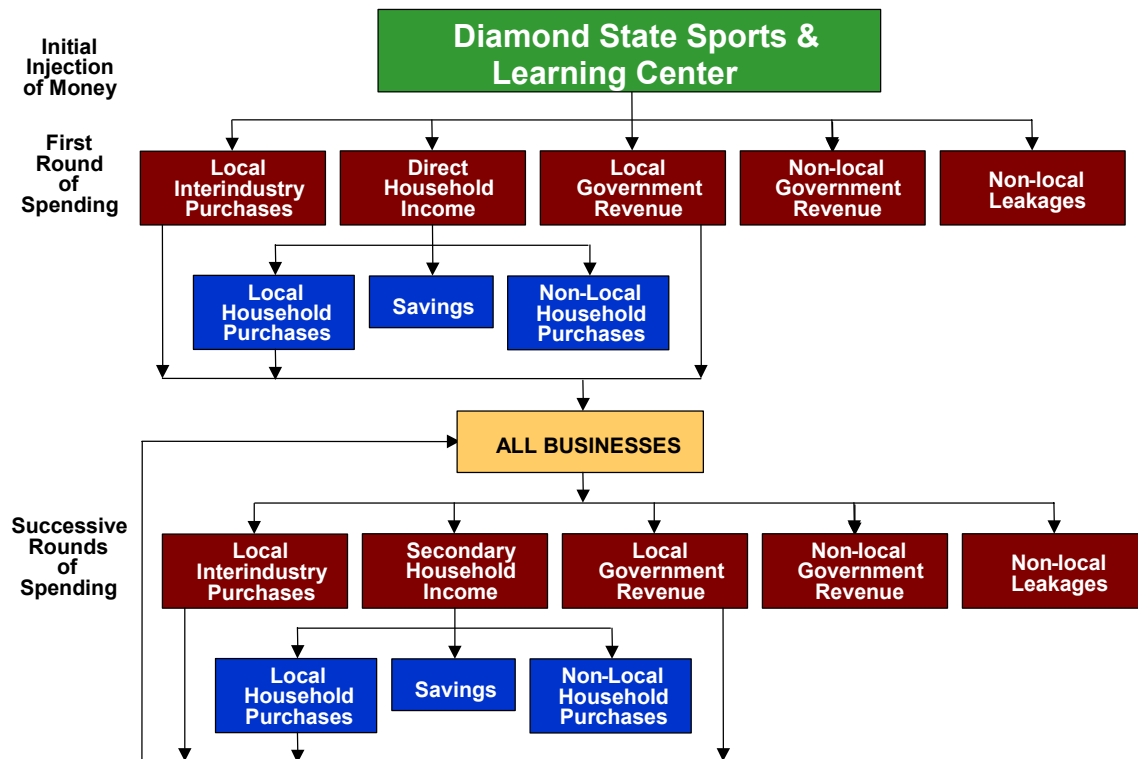 Initial
Injection
of Money
Diamond State Sports &
Learning Center
First
Round
of
Spending
Local
Interindustry
Purchases
Direct
Household
Income
Local
Government
Revenue
Non-local
Government
Revenue
Non-local
Leakages
Local
Household
Purchases
Savings
Non-Local
Household
Purchases
ALL BUSINESSES
Successive
Rounds
of
Spending
Local
Interindustry
Purchases
Secondary
Household
Income
Local
Government
Revenue
Non-local
Government
Revenue
Non-local
Leakages
Local
Household
Purchases
Savings
Non-Local
Household
Purchases